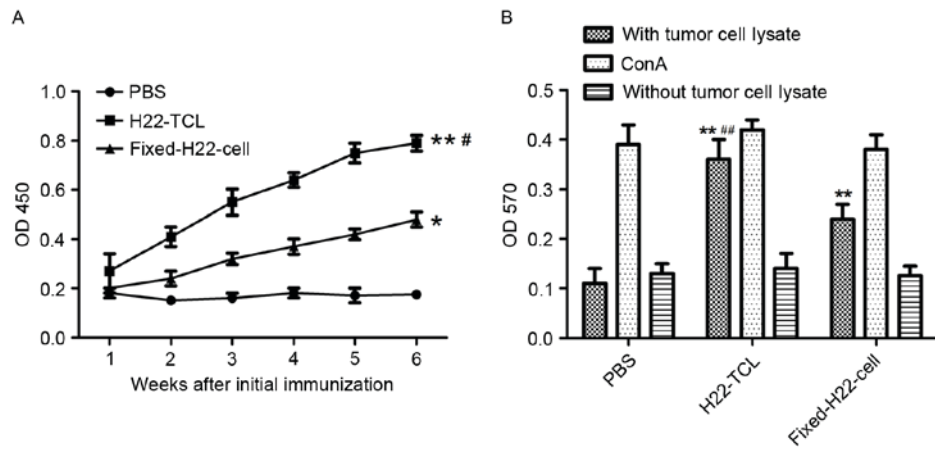 A
PBS
H22-TCL
Fixed-H22-cell
1.0
0.8
0.6
0.4
0.2
0.0
OD 450
** #
*
1 2 3 4 5 6
Weeks after initial immunization
B
With tumor cell lysate
ConA
Without tumor cell lysate
0.5
0.4
0.3
0.2
0.1
0.0
OD 570
** ##
**
PBS
H22-TCL
Fixed-H22-cell